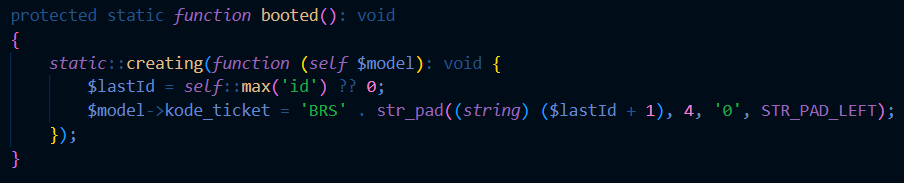 protected static function booted(): void
{
static::creating(function (self $model): void {
$lastId = self::max('id') ?? 0;
$model->kode_ticket = 'BRS' . str_pad((string) ($lastId + 1), 4, '0', STR_PAD_LEFT);
});
}